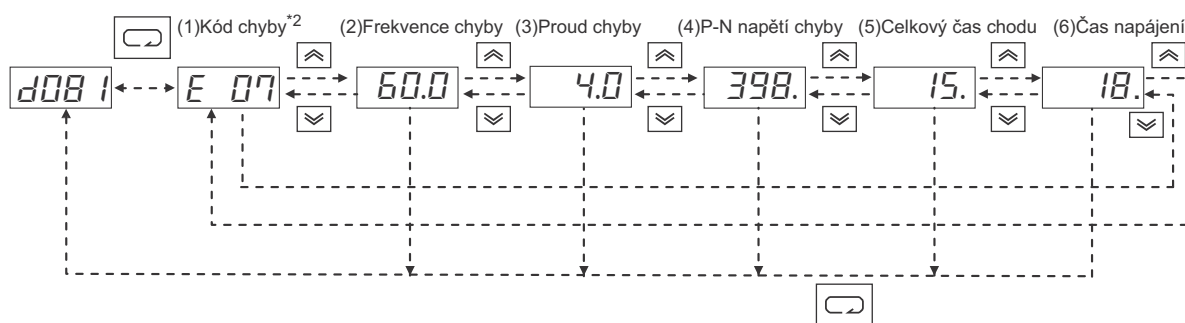 (1)Kód chyby*2 (2)Frekvence chyby (3)Proud chyby (4)P-N napětí chyby (5)Celkový čas chodu (6)Čas napájení
d081 E 07 60.0 4.0 398. 15. 18.